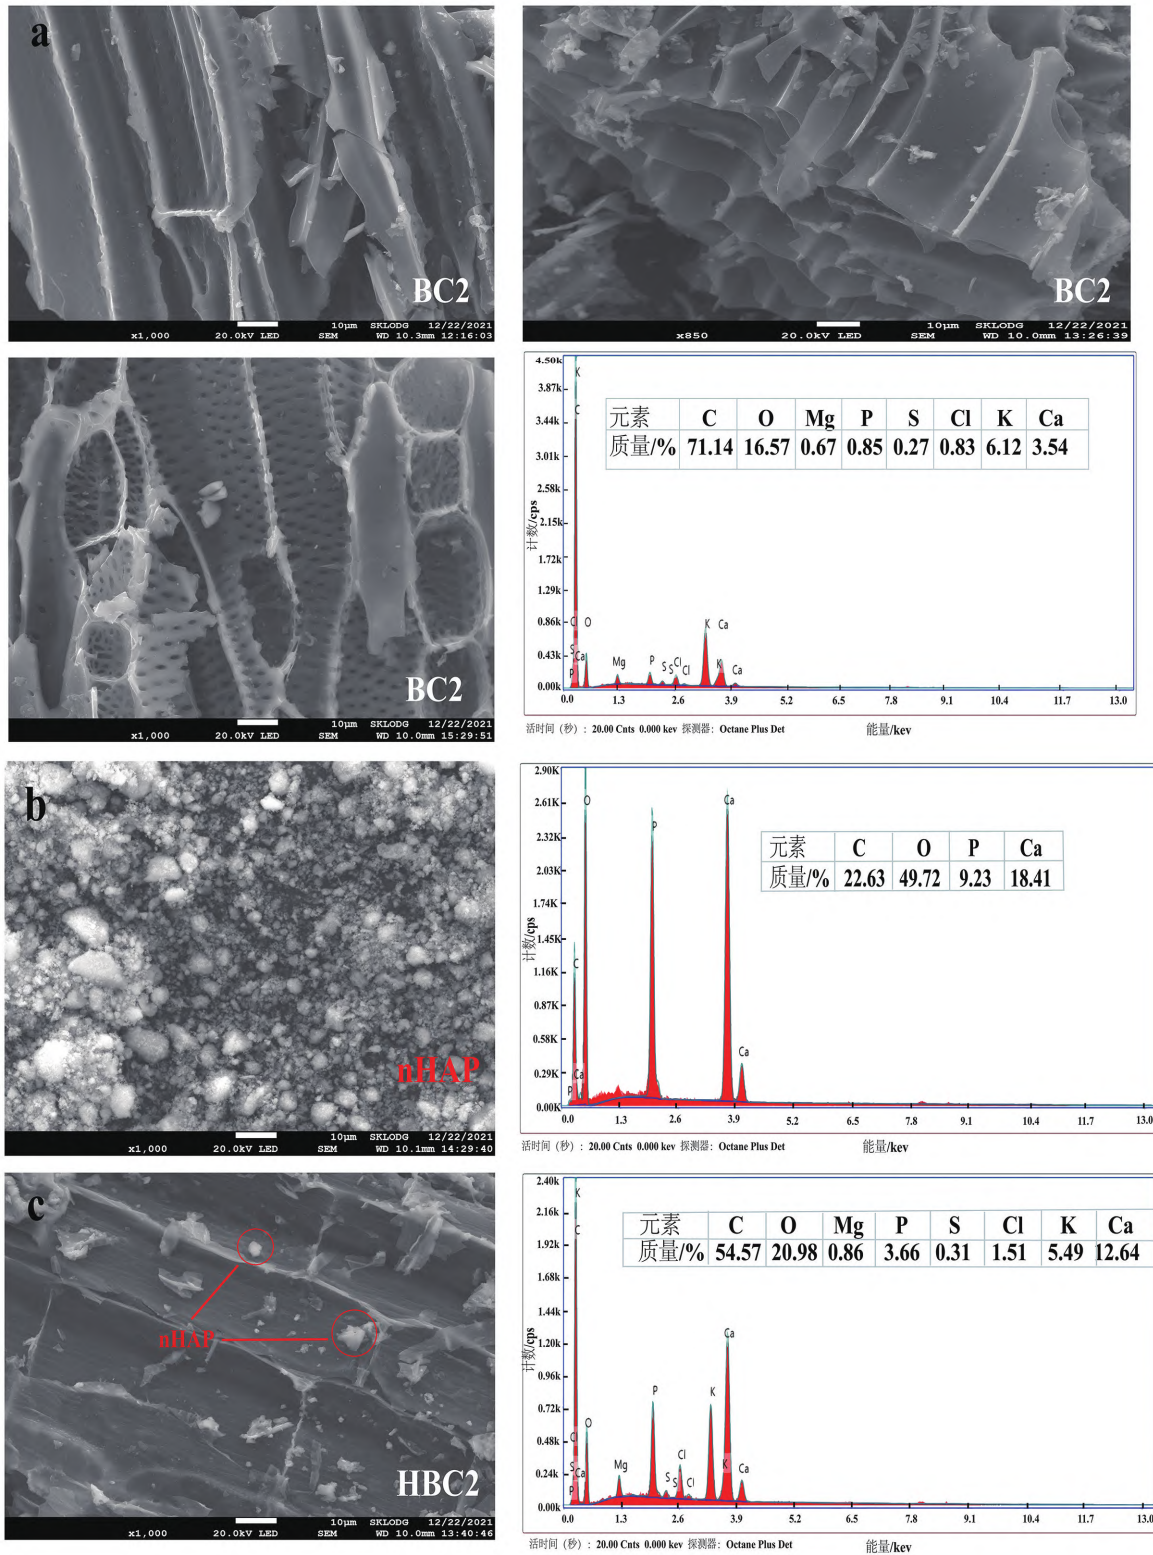 a
BC2
10μm SKLODG 12/22/2021
x1,000 20.0kV LED SEM WD 10.3mm 12:16:03
BC2
10μm SKLODG 12/22/2021
x850 20.0kV LED SEM WD 10.0mm 13:26:39
BC2
10μm SKLODG 12/22/2021
x1,000 20.0kV LED SEM WD 10.0mm 15:29:51
4.50k
3.87k
3.44k
3.01k
2.58k
2.15k
1.72k
1.29k
0.86k
0.43k
0.00k
计数/cps
元素 C O Mg P S Cl K Ca
质量/% 71.14 16.57 0.67 0.85 0.27 0.83 6.12 3.54
K
C
Cl O
S
Ca
P
Mg P S S Cl Cl K K Ca Ca
0.0 1.3 2.6 3.9 5.2 6.5 7.8 9.1 10.4 11.7 13.0
活时间（秒）: 20.00 Cnts 0.000 kev 探测器: Octane Plus Det 能量/kev
b
nHAP
10μm SKLODG 12/22/2021
x1,000 20.0kV LED SEM WD 10.1mm 14:29:40
2.90K
2.61K
2.32K
2.03K
1.74K
1.45K
1.16K
0.87K
0.58K
0.29K
0.00K
计数/cps
元素 C O P Ca
质量/% 22.63 49.72 9.23 18.41
O
P
Ca
C
Ca
P
Ca
0.0 1.3 2.6 3.9 5.2 6.5 7.8 9.1 10.4 11.7 13.0
活时间（秒）: 20.00 Cnts 0.000 kev 探测器: Octane Plus Det 能量/kev
c
nHAP
HBC2
10μm SKLODG 12/22/2021
x1,000 20.0kV LED SEM WD 10.0mm 13:40:46
2.40k
2.16k
1.92k
1.68k
1.44k
1.20k
0.96k
0.72k
0.48k
0.24k
0.00k
计数/cps
元素 C O Mg P S Cl K Ca
质量/% 54.57 20.98 0.86 3.66 0.31 1.51 5.49 12.64
K
C
Cl O
S
Ca
P
Mg P S S Cl Cl K K Ca Ca
0.0 1.3 2.6 3.9 5.2 6.5 7.8 9.1 10.4 11.7 13.0
活时间（秒）: 20.00 Cnts 0.000 kev 探测器: Octane Plus Det 能量/kev